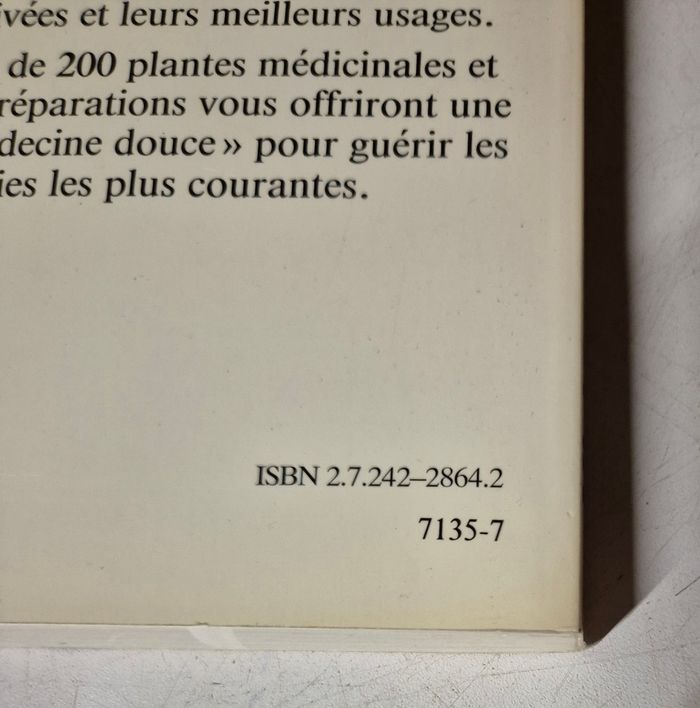 ivées et leurs meilleurs usages.
de 200 plantes médicinales et
réparations vous offriront une
decine douce» pour guérir les
ies les plus courantes.
ISBN 2.7.242–2864.2
7135-7